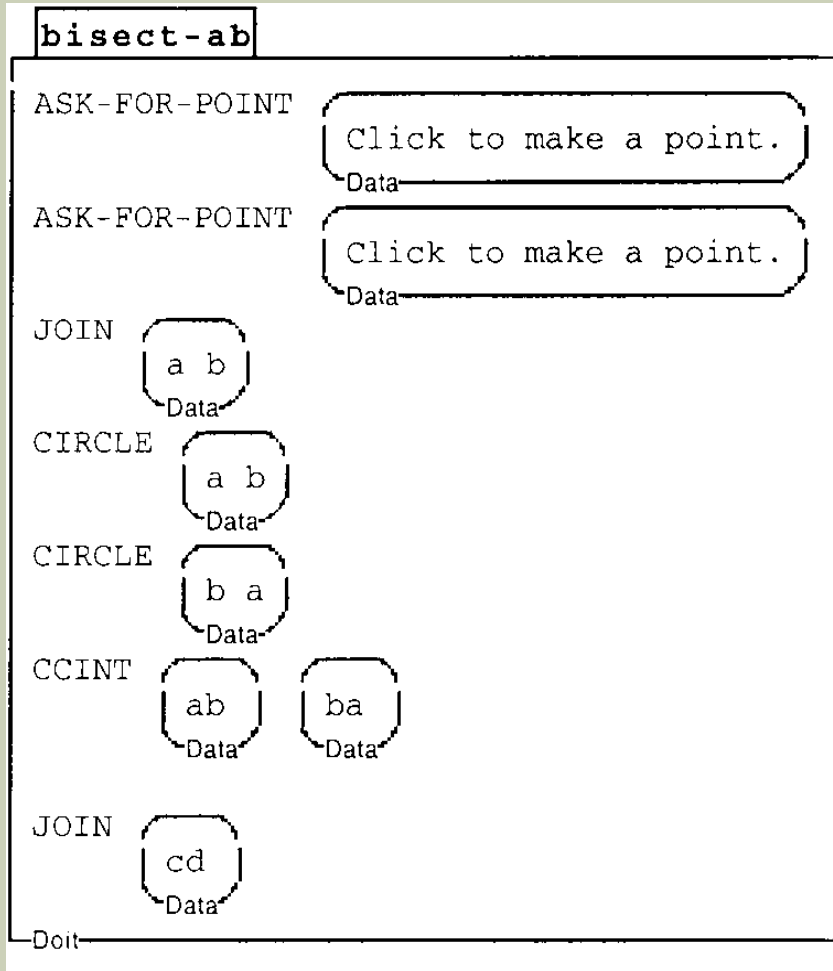 bisect-ab
ASK-FOR-POINT
Click to make a point.
Data
ASK-FOR-POINT
Click to make a point.
Data
JOIN
a b
Data
CIRCLE
a b
Data
CIRCLE
b a
Data
CCINT
ab ba
Data Data
JOIN
cd
Data
Doit